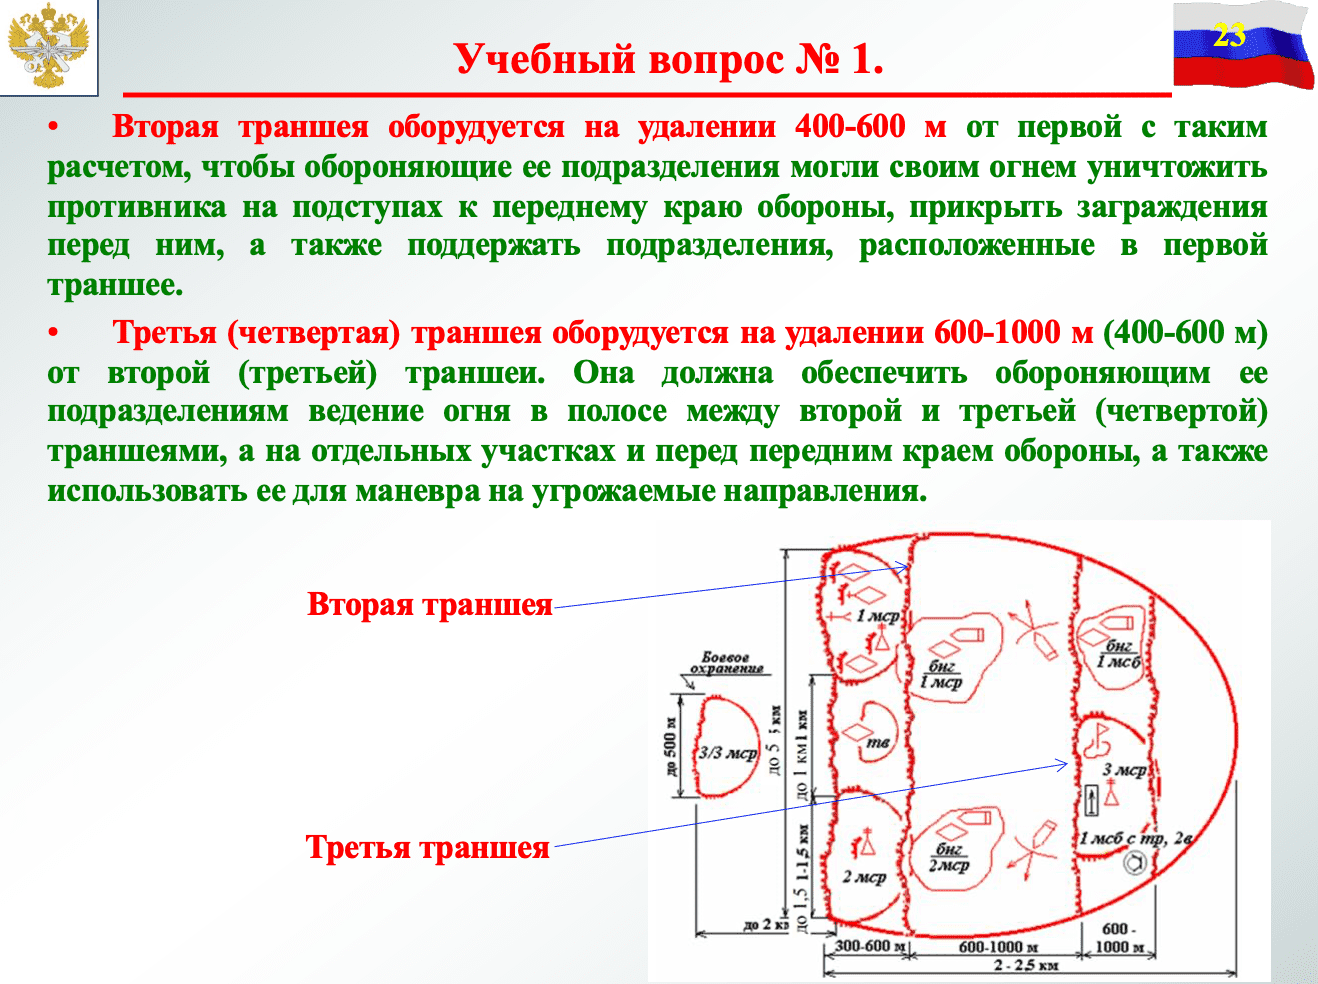 23
Учебный вопрос № 1.
• Вторая траншея оборудуется на удалении 400-600 м от первой с таким
расчетом, чтобы обороняющие ее подразделения могли своим огнем уничтожить
противника на подступах к переднему краю обороны, прикрыть заграждения
перед ним, а также поддержать подразделения, расположенные в первой
траншее.
• Третья (четвертая) траншея оборудуется на удалении 600-1000 м (400-600 м)
от второй (третьей) траншеи. Она должна обеспечить обороняющим ее
подразделениям ведение огня в полосе между второй и третьей (четвертой)
траншеями, а на отдельных участках и перед передним краем обороны, а также
использовать ее для маневра на угрожаемые направления.
Вторая траншея
Третья траншея
Боевое
охранение
до 500 м
3/3 мср
до 5 км
до 1 км
1 км
до 1,5
1-1,5 км
до 2 км
1 мср
тв
2 мср
бнг
1 мср
бнг
2мср
бнг
1 мсб
3 мср
1 мсб с тр, 2в
300-600 м
600-1000 м
600 -
1000 м
2 - 2,5 км